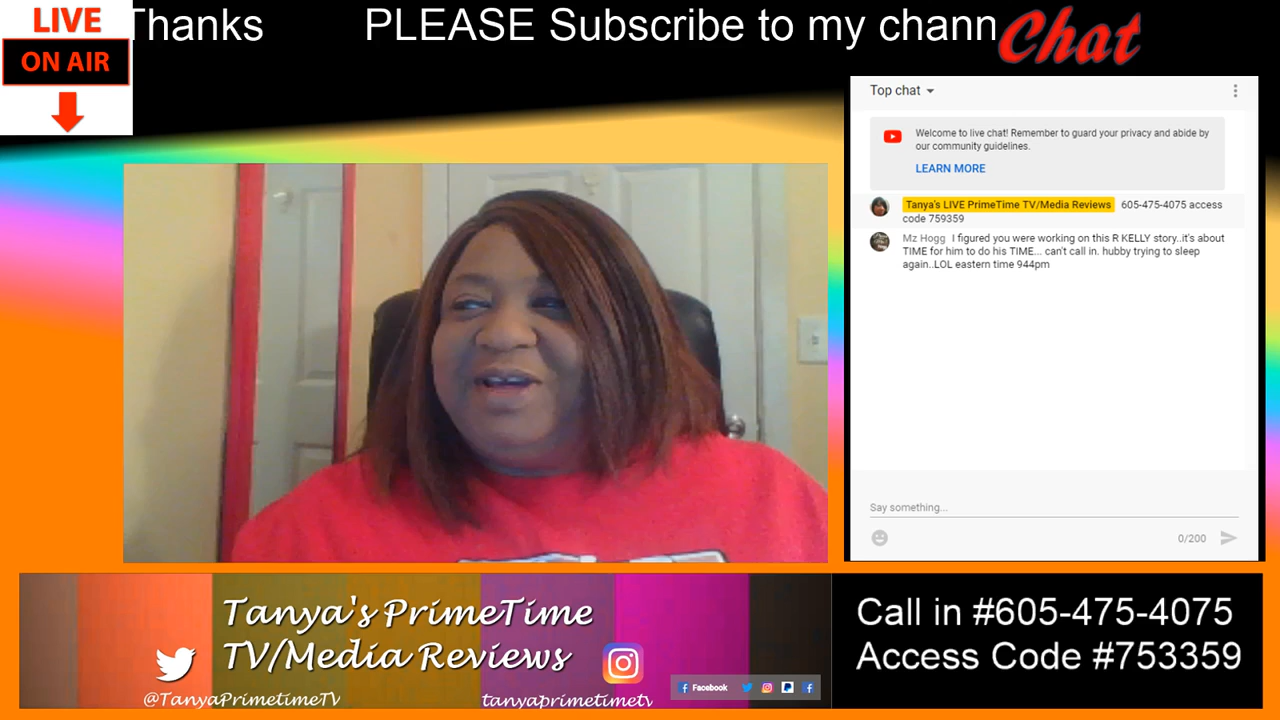 LIVE
ON AIR
Thanks PLEASE Subscribe to my chann
Chat
Top chat
Welcome to live chat! Remember to guard your privacy and abide by
our community guidelines.
LEARN MORE
Tanya's LIVE PrimeTime TV/Media Reviews 605-475-4075 access
code 759359
Mz Hogg I figured you were working on this R KELLY story..it's about
TIME for him to do his TIME... can't call in. hubby trying to sleep
again..LOL eastern time 944pm
Say something...
0/200
Tanya's PrimeTime
TV/Media Reviews
@TanyaPrimetimeTV
tanyaprimetimetv
Facebook
Call in #605-475-4075
Access Code #753359